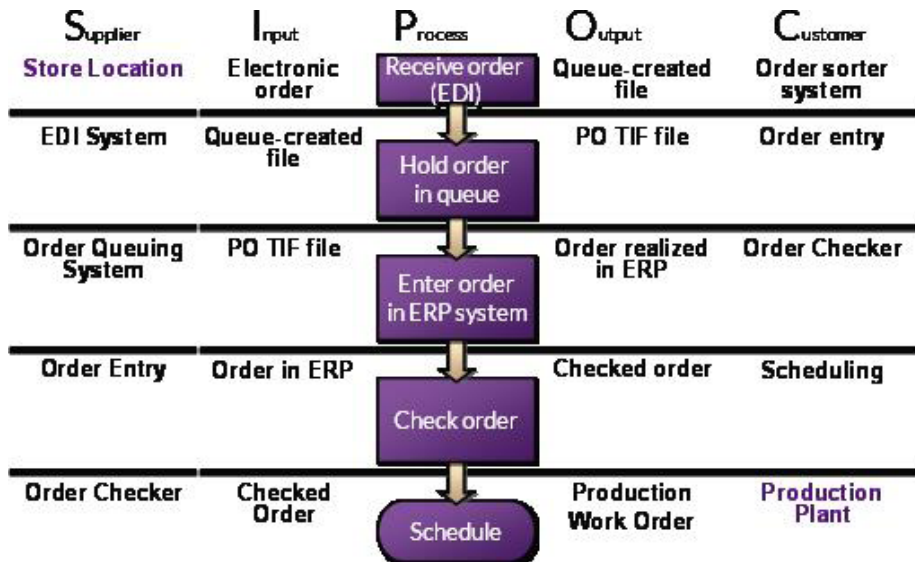 Supplier Input Process Output Customer
Store Location Electronic Receive order Queue-created Order sorter
order (EDI) file system
EDI System Queue-created PO TIF file Order entry
file Hold order
in queue
Order Queuing PO TIF file Order realized Order Checker
System Enter order in ERP
in ERP system
Order Entry Order in ERP Checked order Scheduling
Check order
Order Checker Checked Production Production
Order Schedule Work Order Plant